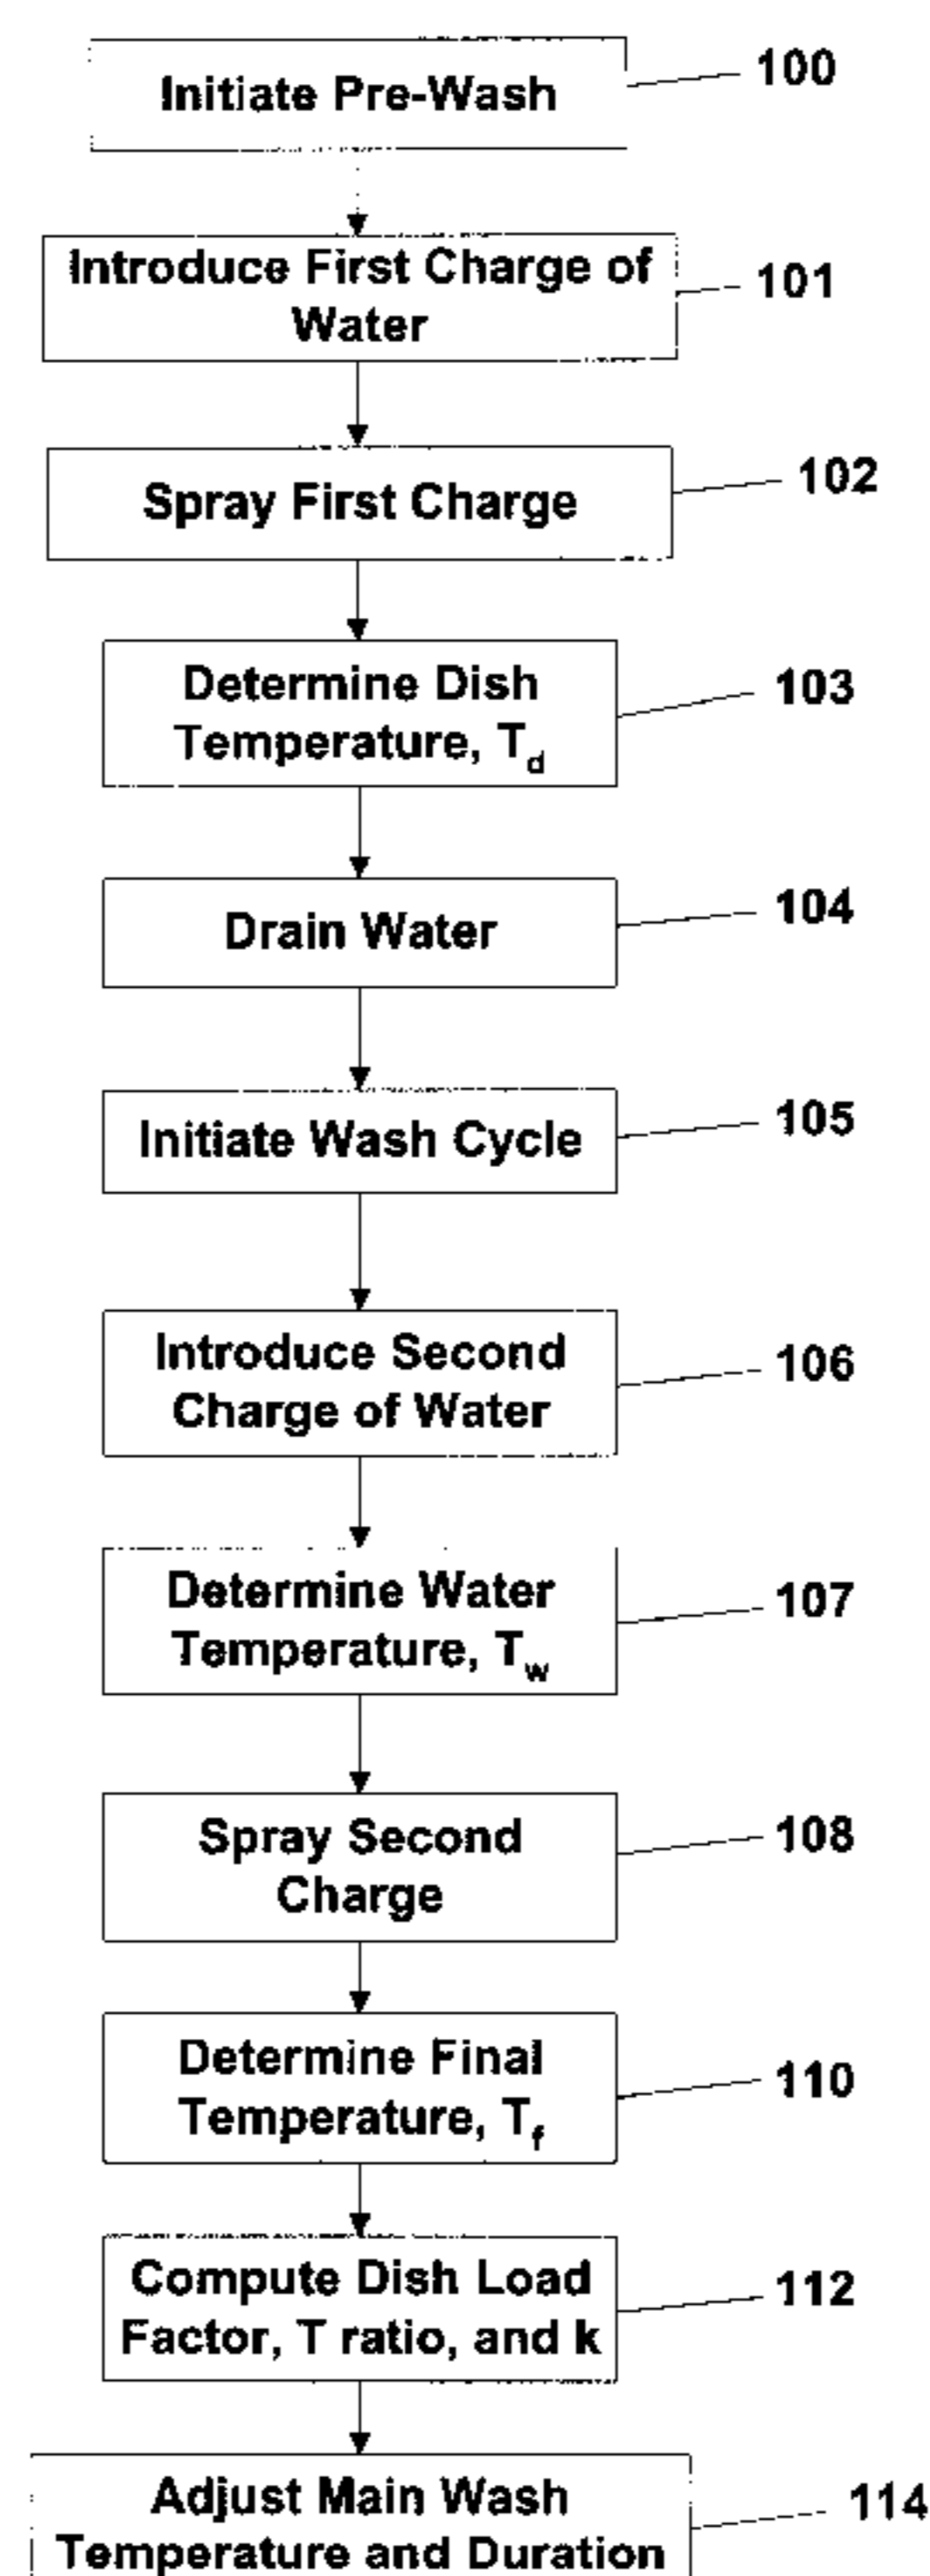 Initiate Pre-Wash
100
Introduce First Charge of
Water
101
Spray First Charge
102
Determine Dish
Temperature, Td
103
Drain Water
104
Initiate Wash Cycle
105
Introduce Second
Charge of Water
106
Determine Water
Temperature, Tw
107
Spray Second
Charge
108
Determine Final
Temperature, Tf
110
Compute Dish Load
Factor, T ratio, and k
112
Adjust Main Wash
Temperature and Duration
114